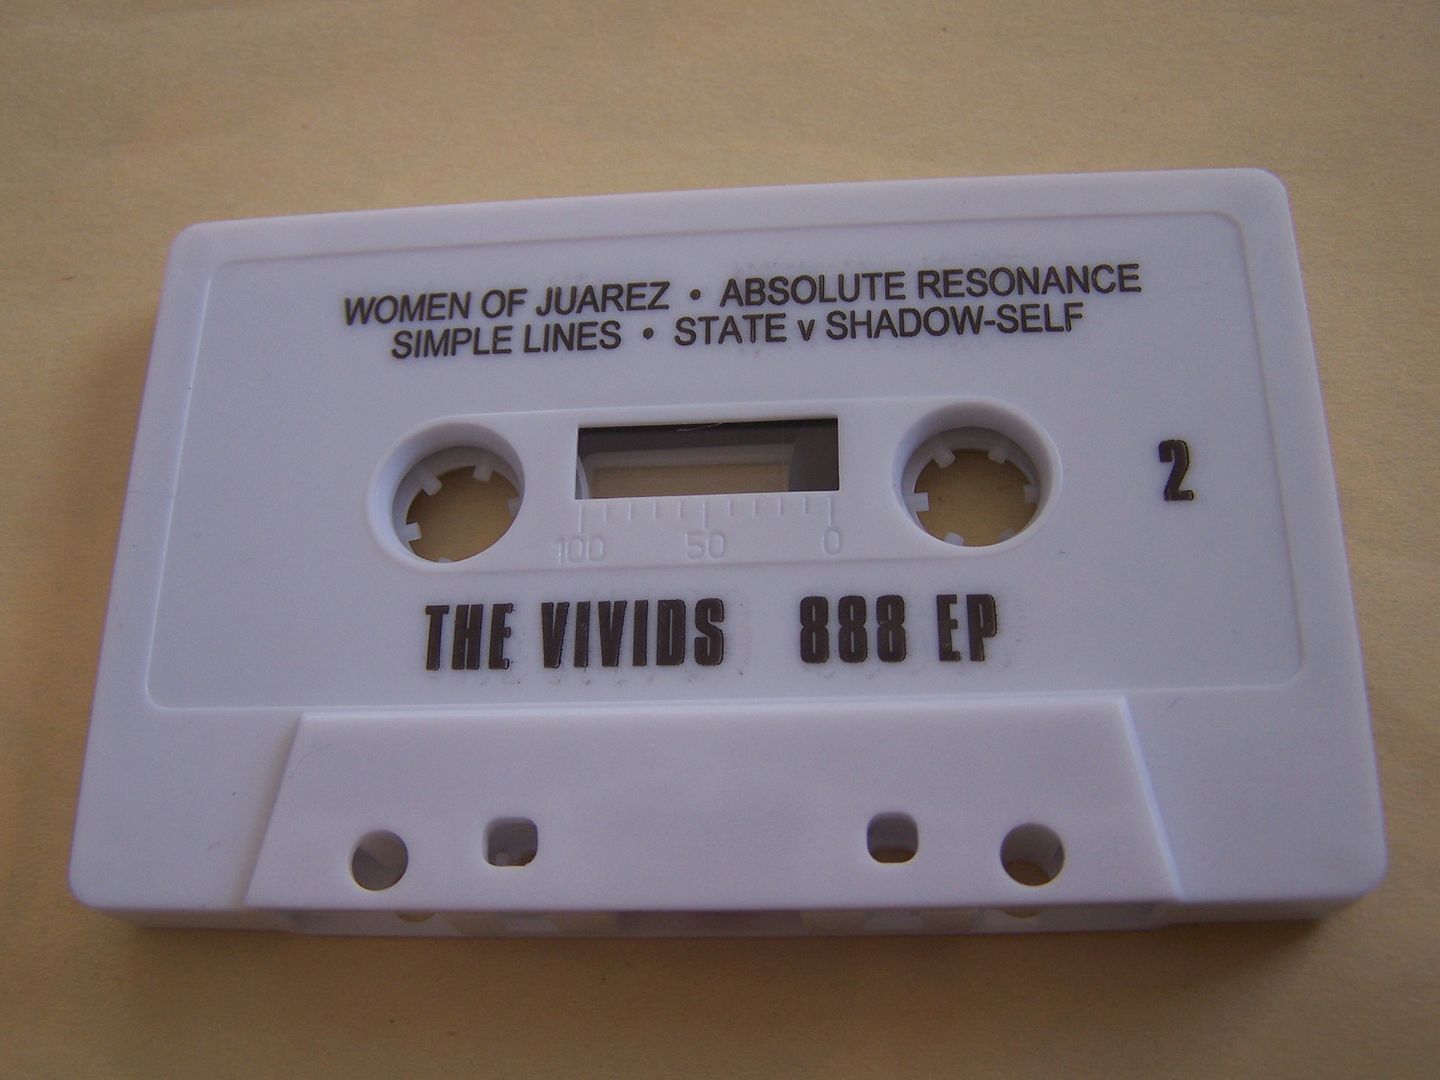 WOMEN OF JUAREZ • ABSOLUTE RESONANCE
SIMPLE LINES • STATE v SHADOW-SELF
2
100 50 0
THE VIVIDS 888 EP